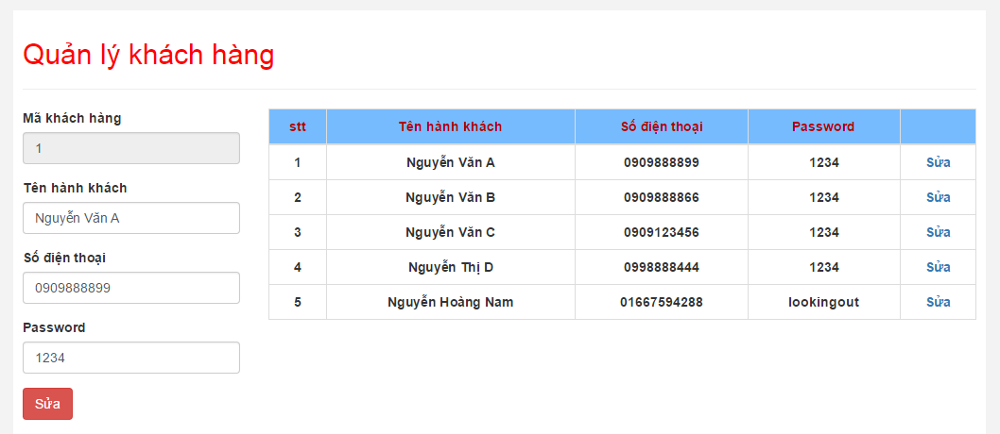 Quản lý khách hàng
Mã khách hàng
1
Tên hành khách
Nguyễn Văn A
Số điện thoại
0909888899
Password
1234
Sửa
stt Tên hành khách Số điện thoại Password
1 Nguyễn Văn A 0909888899 1234 Sửa
2 Nguyễn Văn B 0909888866 1234 Sửa
3 Nguyễn Văn C 0909123456 1234 Sửa
4 Nguyễn Thị D 0998888444 1234 Sửa
5 Nguyễn Hoàng Nam 01667594288 lookingout Sửa